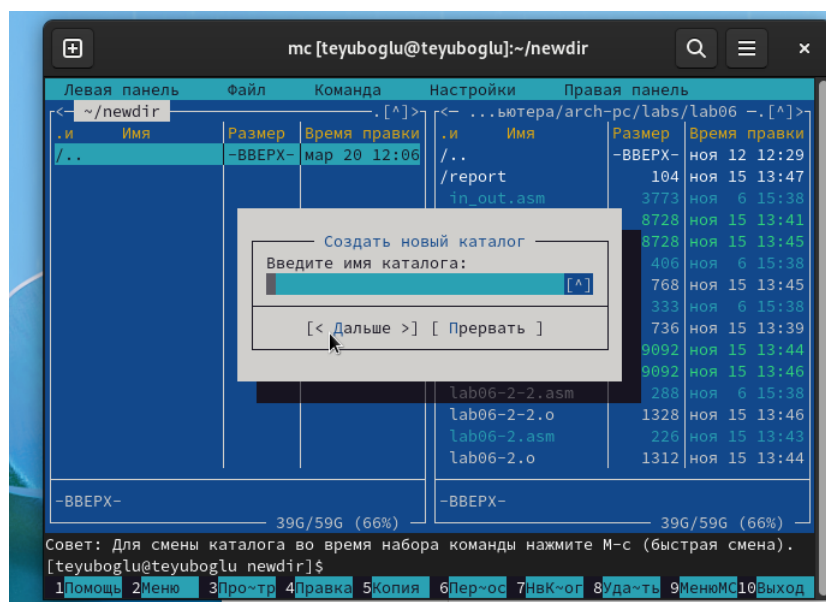 mc [teyuboglu@teyuboglu]:~/newdir
Левая панель Файл Команда Настройки Правая панель
<— ~/newdir —.[^]>
.и Имя Размер Время правки
/.. -ВВЕРХ- мар 20 12:06
-ВВЕРХ-
39G/59G (66%)
<— ...ьютера/arch-pc/labs/lab06 —.[^]>
.и Имя Размер Время правки
/.. -ВВЕРХ- ноя 12 12:29
/report 104 ноя 15 13:47
in_out.asm 3773 ноя 6 15:38
8728 ноя 15 13:41
8728 ноя 15 13:45
406 ноя 6 15:38
768 ноя 15 13:45
333 ноя 6 15:38
736 ноя 15 13:39
9092 ноя 15 13:44
9092 ноя 15 13:46
lab06-2-2.asm 288 ноя 6 15:38
lab06-2-2.o 1328 ноя 15 13:46
lab06-2.asm 226 ноя 15 13:43
lab06-2.o 1312 ноя 15 13:44
-ВВЕРХ-
39G/59G (66%)
Создать новый каталог
Введите имя каталога:
[^]
[< Дальше >] [ Прервать ]
Совет: Для смены каталога во время набора команды нажмите M-c (быстрая смена).
[teyuboglu@teyuboglu newdir]$
1Помощь 2Меню 3Про~тр 4Правка 5Копия 6Пер~ос 7НвК~ог 8Уда~ть 9МенюМС 10Выход